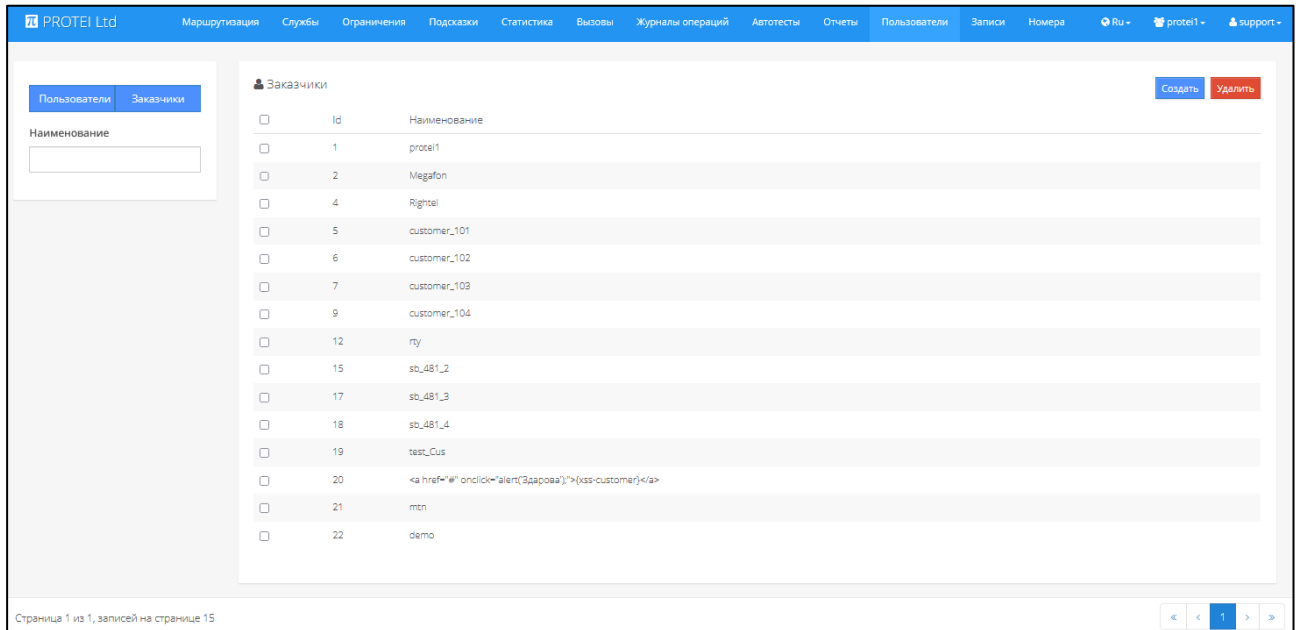 PROTEI Ltd Маршрутизация Службы Ограничения Подсказки Статистика Вызовы Журналы операций Автотесты Отчеты Пользователи Записи Номера Ru protei1 support
Пользователи Заказчики
Наименование
Заказчики Создать Удалить
Id Наименование
1 protei1
2 Megafon
4 Rightel
5 customer_101
6 customer_102
7 customer_103
9 customer_104
12 rty
15 sb_481_2
17 sb_481_3
18 sb_481_4
19 test_Cus
20 <a href="#" onclick="alert('Здарова');">{xss-customer}</a>
21 mtn
22 demo
Страница 1 из 1, записей на странице 15 « ‹ 1 › »